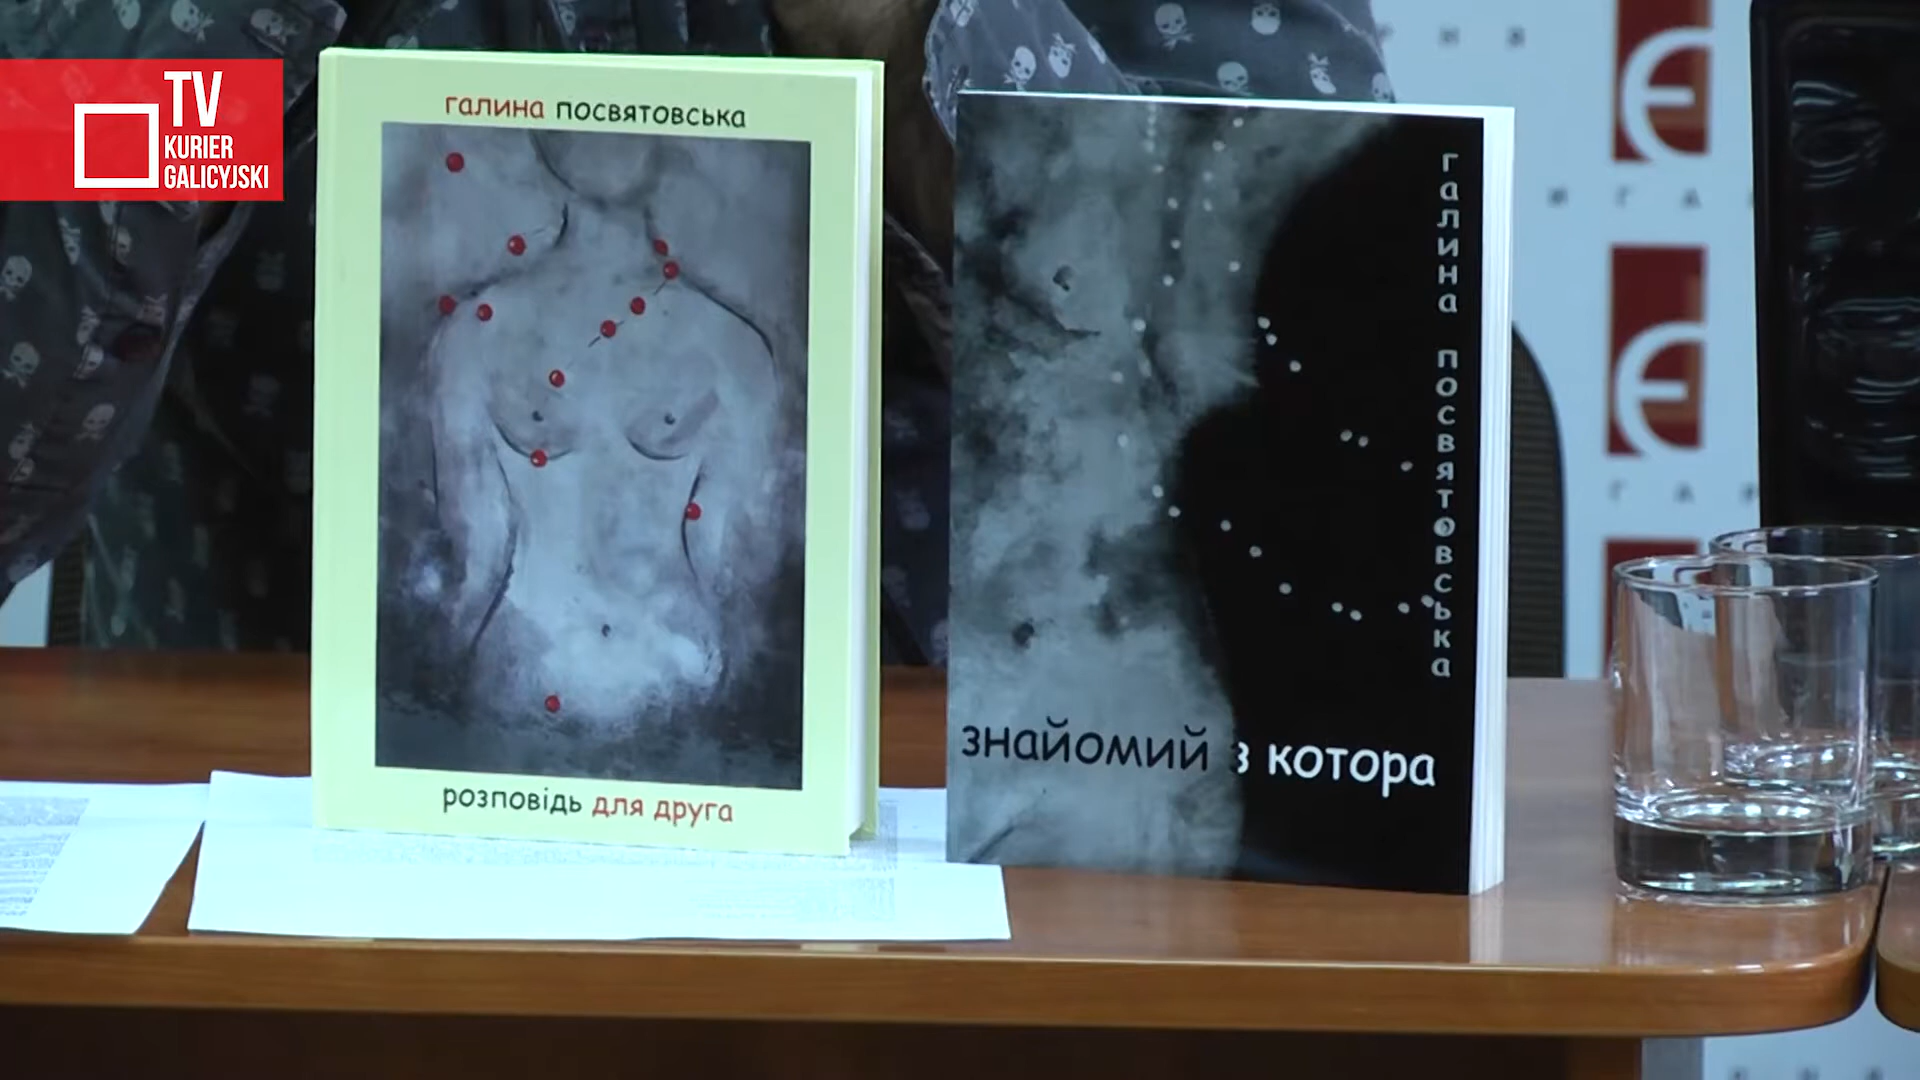 TV
KURIER
GALICYJSKI
галина посвятовська
розповідь для друга
галина посвятовська
знайомий з котора